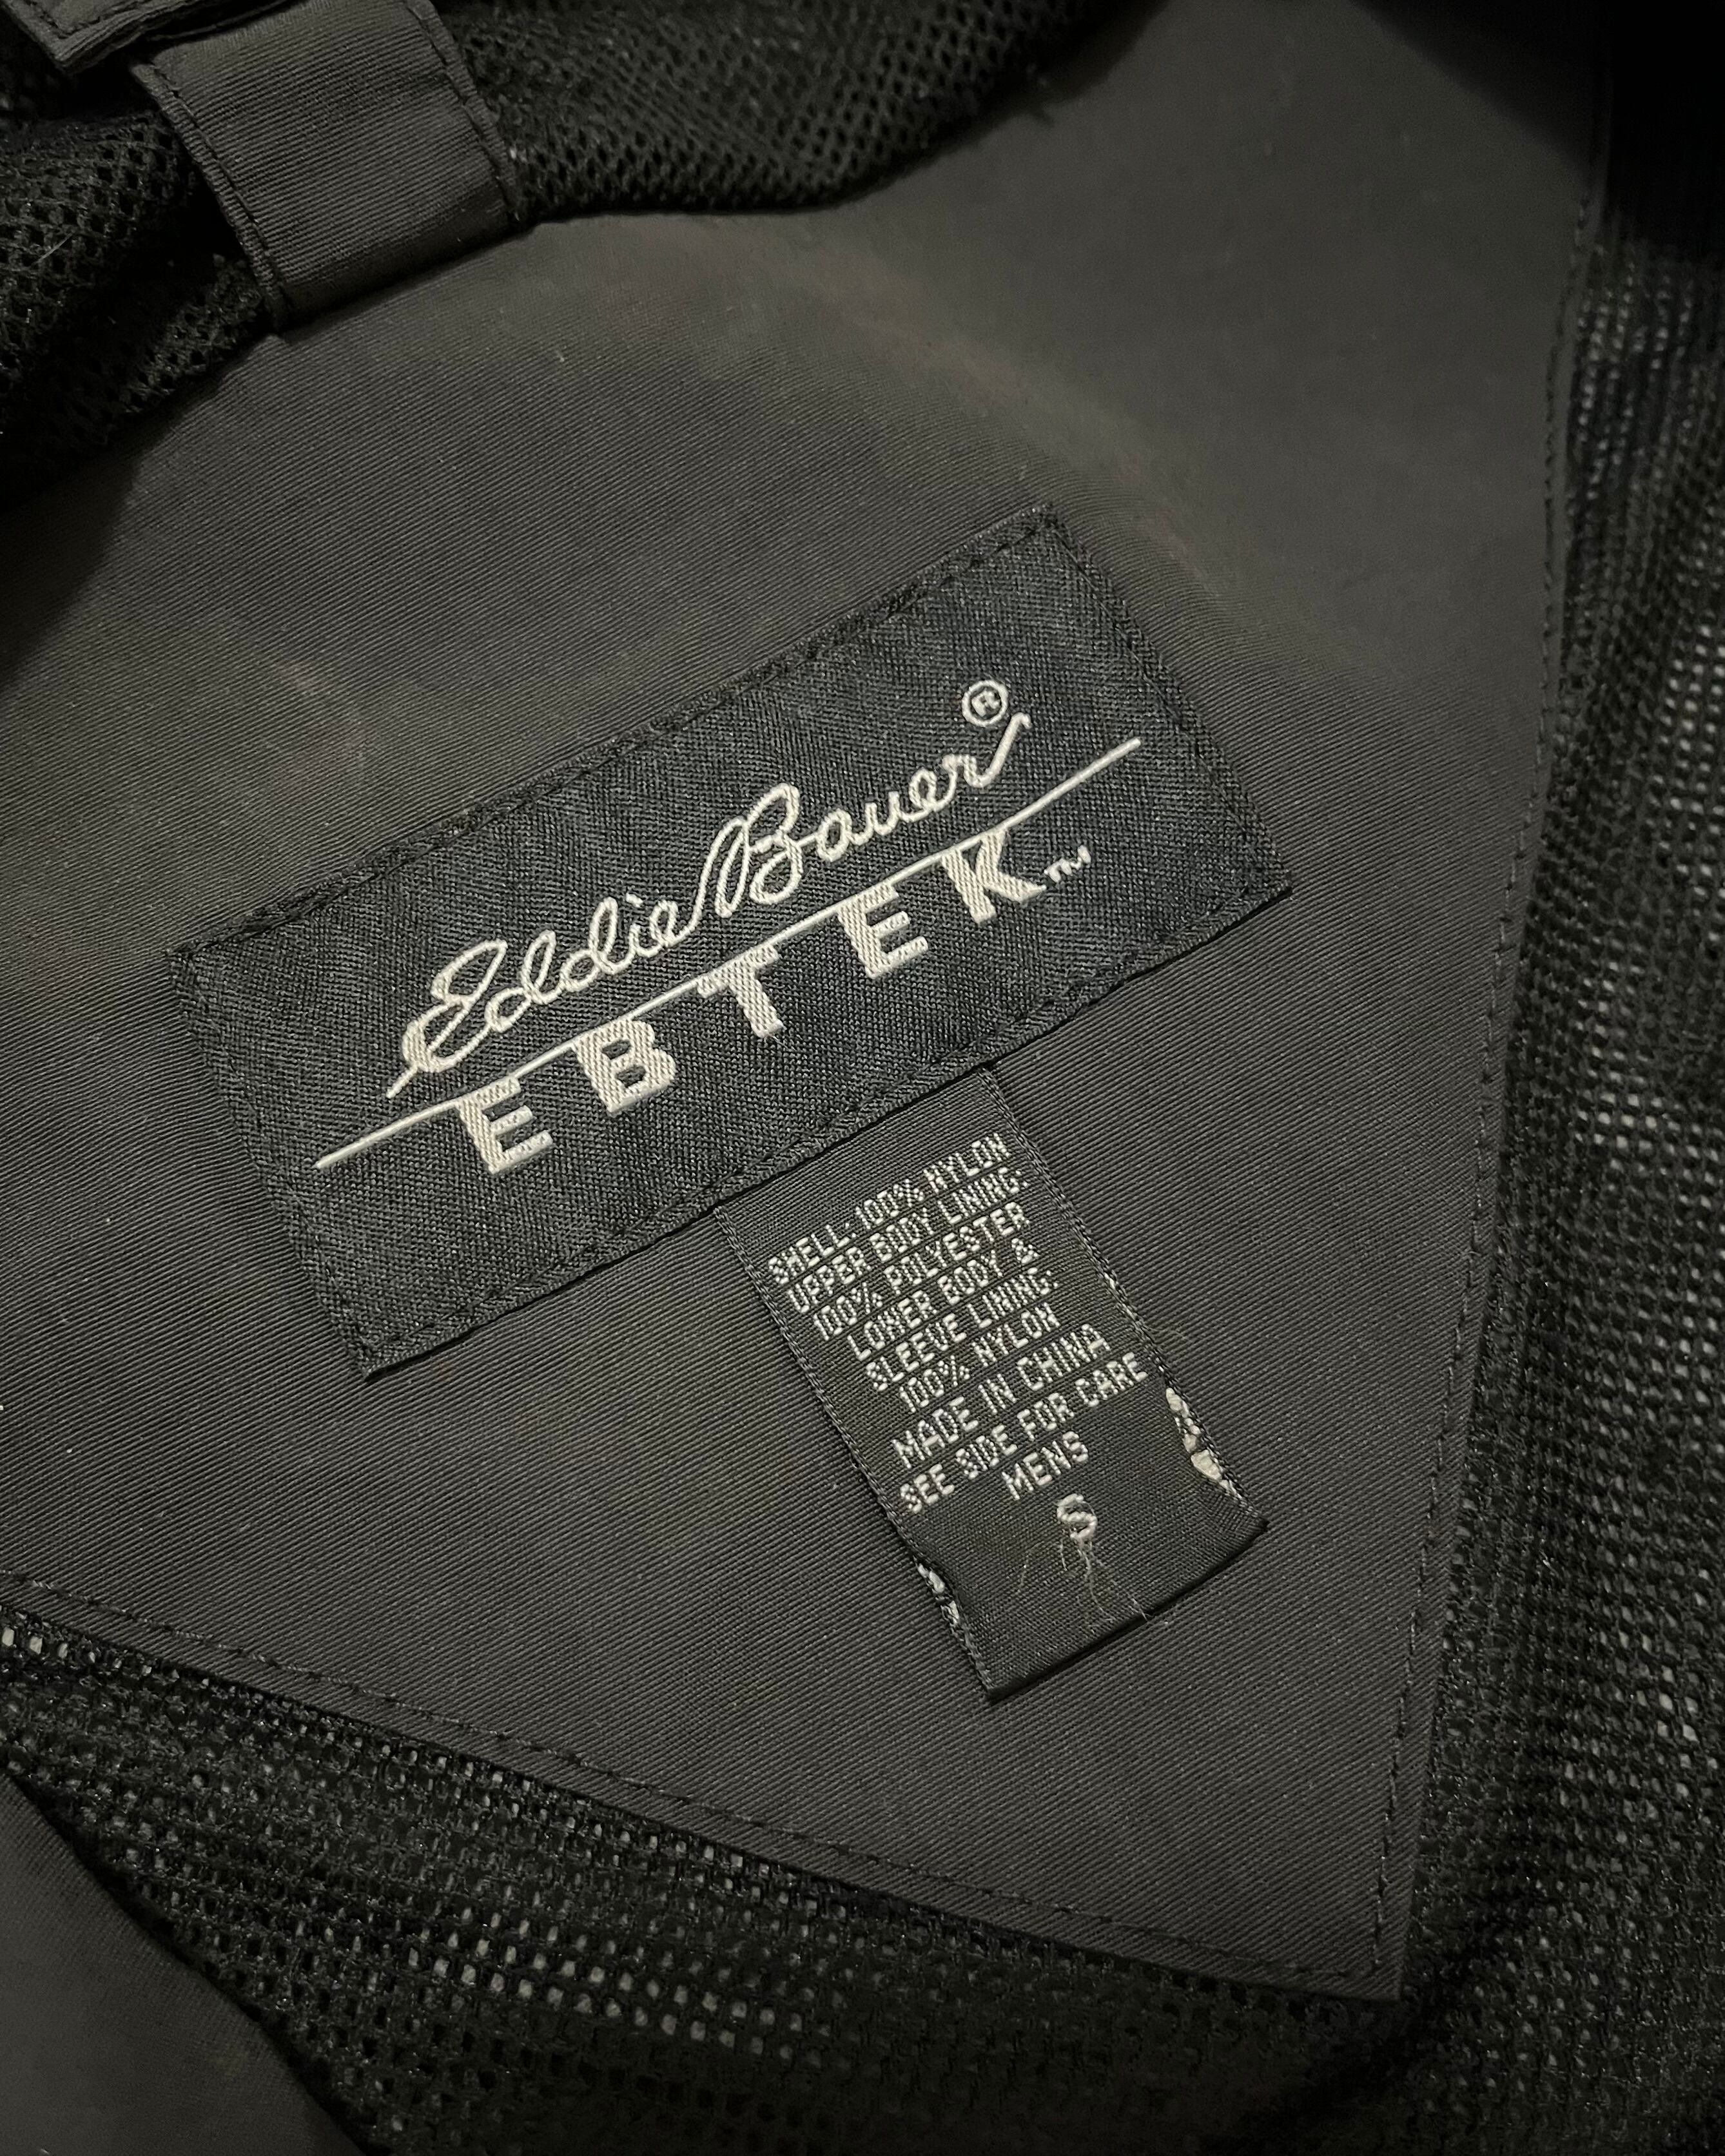 Eddie Bauer®
EBTEK™
SHELL: 100% NYLON
UPPER BODY LINING:
100% POLYESTER
LOWER BODY &
SLEEVE LINING:
100% NYLON
MADE IN CHINA
SEE SIDE FOR CARE
MENS
S